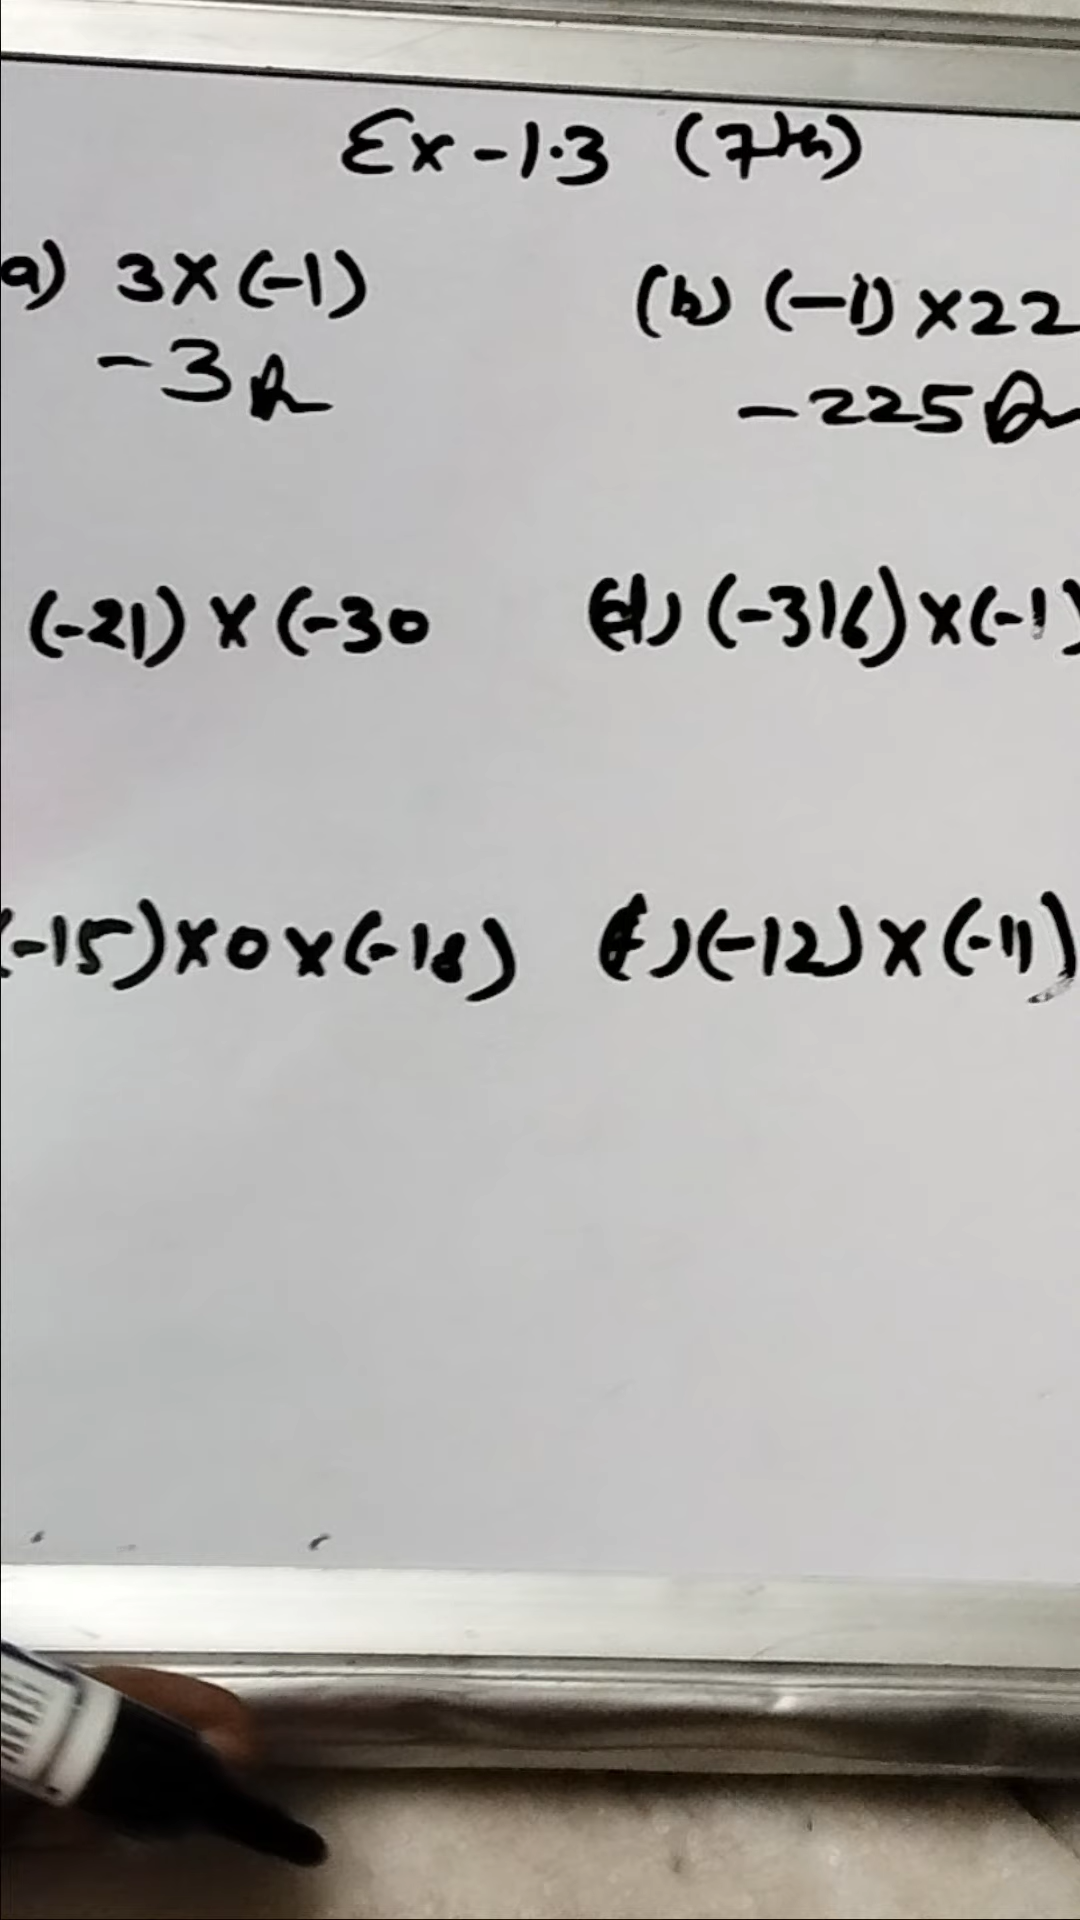 Ex-1.3 (7th)
a) 3×(-1)
-3
(b) (-1)×22
-225
(-21) × (-30
(d) (-316)×(-1)
(-15)×0×(-18)
(f) (-12) × (-11)